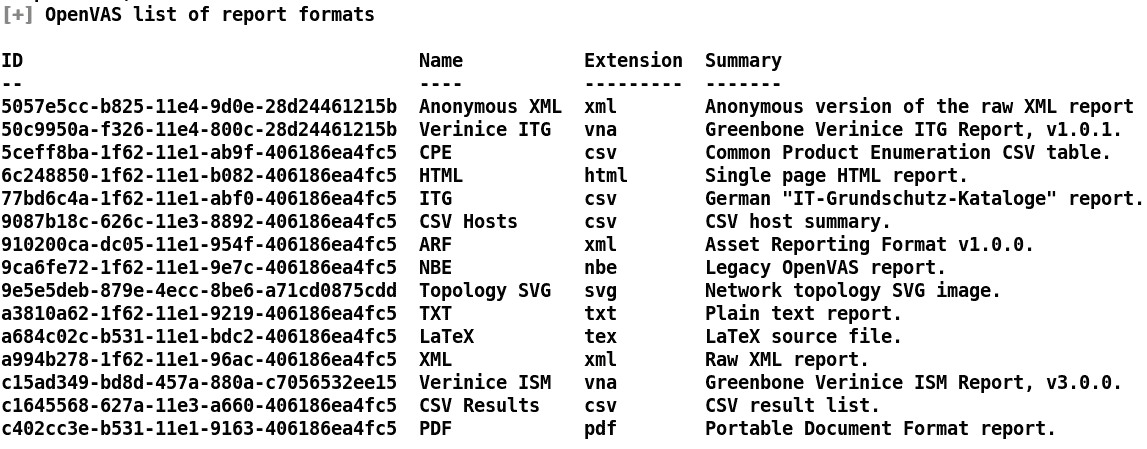 [+] OpenVAS list of report formats
ID Name Extension Summary
-- ---- --------- -------
5057e5cc-b825-11e4-9d0e-28d24461215b Anonymous XML xml Anonymous version of the raw XML report
50c9950a-f326-11e4-800c-28d24461215b Verinice ITG vna Greenbone Verinice ITG Report, v1.0.1.
5ceff8ba-1f62-11e1-ab9f-406186ea4fc5 CPE csv Common Product Enumeration CSV table.
6c248850-1f62-11e1-b082-406186ea4fc5 HTML html Single page HTML report.
77bd6c4a-1f62-11e1-abf0-406186ea4fc5 ITG csv German "IT-Grundschutz-Kataloge" report.
9087b18c-626c-11e3-8892-406186ea4fc5 CSV Hosts csv CSV host summary.
910200ca-dc05-11e1-954f-406186ea4fc5 ARF xml Asset Reporting Format v1.0.0.
9ca6fe72-1f62-11e1-9e7c-406186ea4fc5 NBE nbe Legacy OpenVAS report.
9e5e5deb-879e-4ecc-8be6-a71cd0875cdd Topology SVG svg Network topology SVG image.
a3810a62-1f62-11e1-9219-406186ea4fc5 TXT txt Plain text report.
a684c02c-b531-11e1-bdc2-406186ea4fc5 LaTeX tex LaTeX source file.
a994b278-1f62-11e1-96ac-406186ea4fc5 XML xml Raw XML report.
c15ad349-bd8d-457a-880a-c7056532ee15 Verinice ISM vna Greenbone Verinice ISM Report, v3.0.0.
c1645568-627a-11e3-a660-406186ea4fc5 CSV Results csv CSV result list.
c402cc3e-b531-11e1-9163-406186ea4fc5 PDF pdf Portable Document Format report.